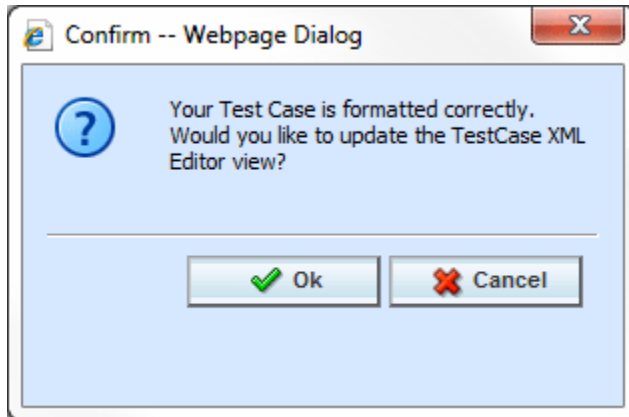 Confirm -- Webpage Dialog
Your Test Case is formatted correctly.
Would you like to update the TestCase XML
Editor view?
Ok
Cancel